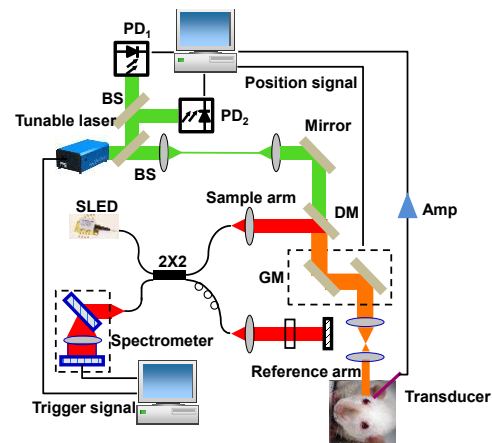 PD1
Position signal
BS
PD2
Tunable laser
Mirror
BS
Sample arm
SLED
DM
Amp
2X2
GM
Spectrometer
Reference arm
Transducer
Trigger signal